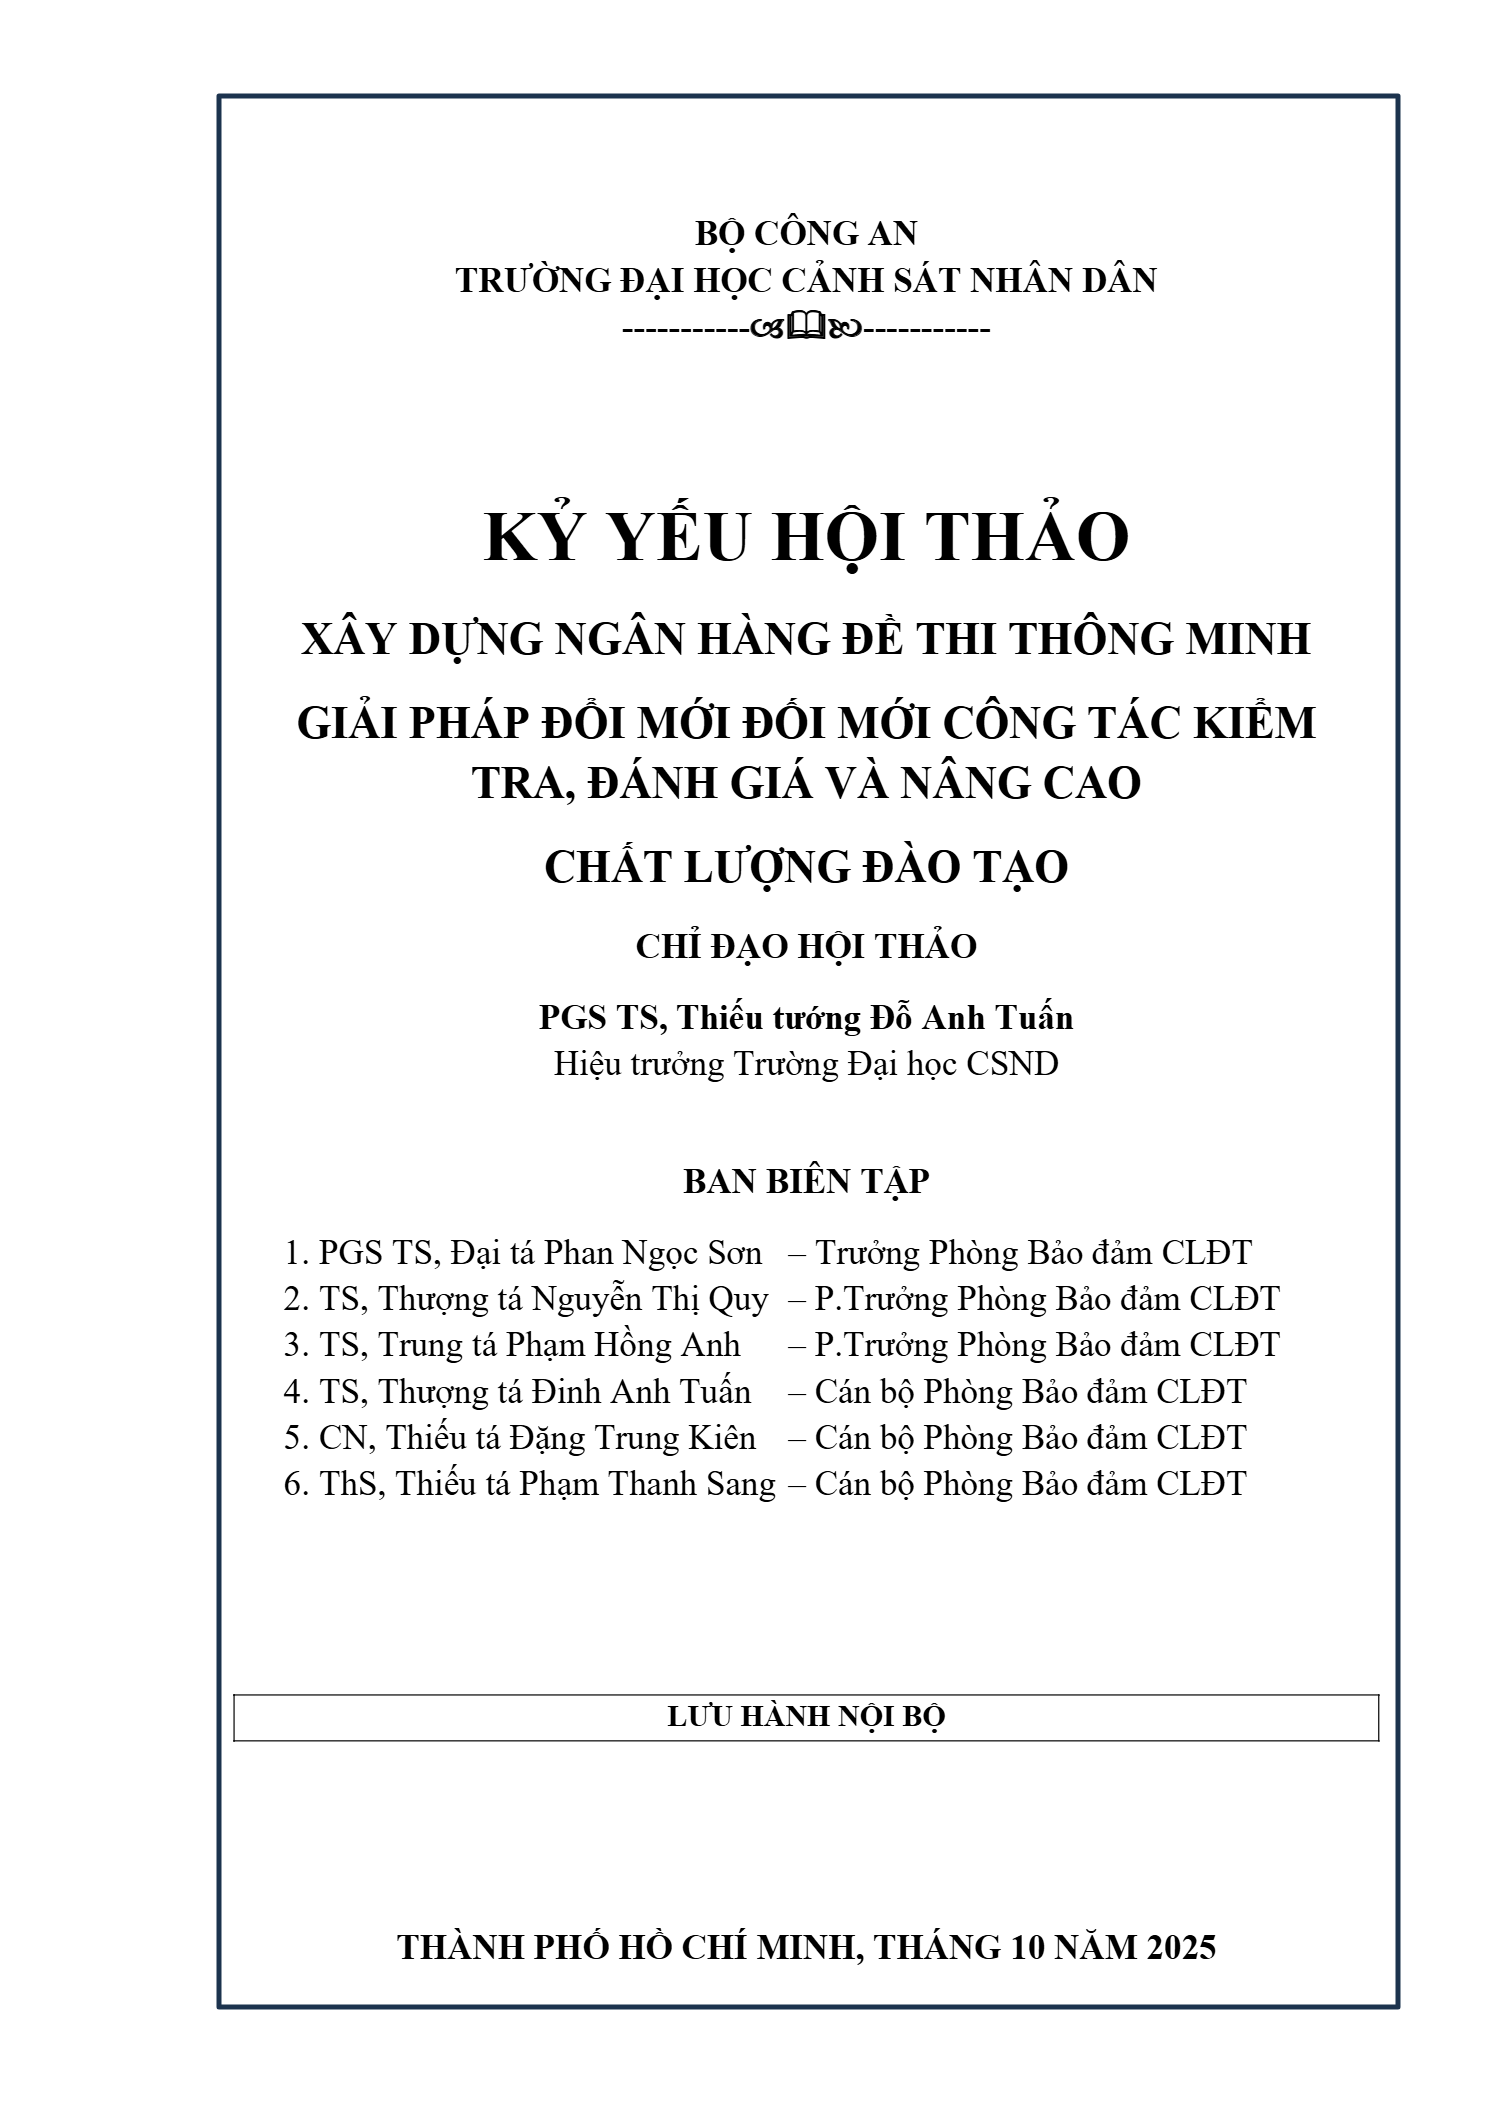 BỘ CÔNG AN
TRƯỜNG ĐẠI HỌC CẢNH SÁT NHÂN DÂN
-----------🙢🕮🙠-----------
KỶ YẾU HỘI THẢO
XÂY DỰNG NGÂN HÀNG ĐỀ THI THÔNG MINH
GIẢI PHÁP ĐỔI MỚI ĐỐI MỚI CÔNG TÁC KIỂM
TRA, ĐÁNH GIÁ VÀ NÂNG CAO
CHẤT LƯỢNG ĐÀO TẠO
CHỈ ĐẠO HỘI THẢO
PGS TS, Thiếu tướng Đỗ Anh Tuấn
Hiệu trưởng Trường Đại học CSND
BAN BIÊN TẬP
1. PGS TS, Đại tá Phan Ngọc Sơn – Trưởng Phòng Bảo đảm CLĐT
2. TS, Thượng tá Nguyễn Thị Quy – P.Trưởng Phòng Bảo đảm CLĐT
3. TS, Trung tá Phạm Hồng Anh – P.Trưởng Phòng Bảo đảm CLĐT
4. TS, Thượng tá Đinh Anh Tuấn – Cán bộ Phòng Bảo đảm CLĐT
5. CN, Thiếu tá Đặng Trung Kiên – Cán bộ Phòng Bảo đảm CLĐT
6. ThS, Thiếu tá Phạm Thanh Sang – Cán bộ Phòng Bảo đảm CLĐT
LƯU HÀNH NỘI BỘ
THÀNH PHỐ HỒ CHÍ MINH, THÁNG 10 NĂM 2025